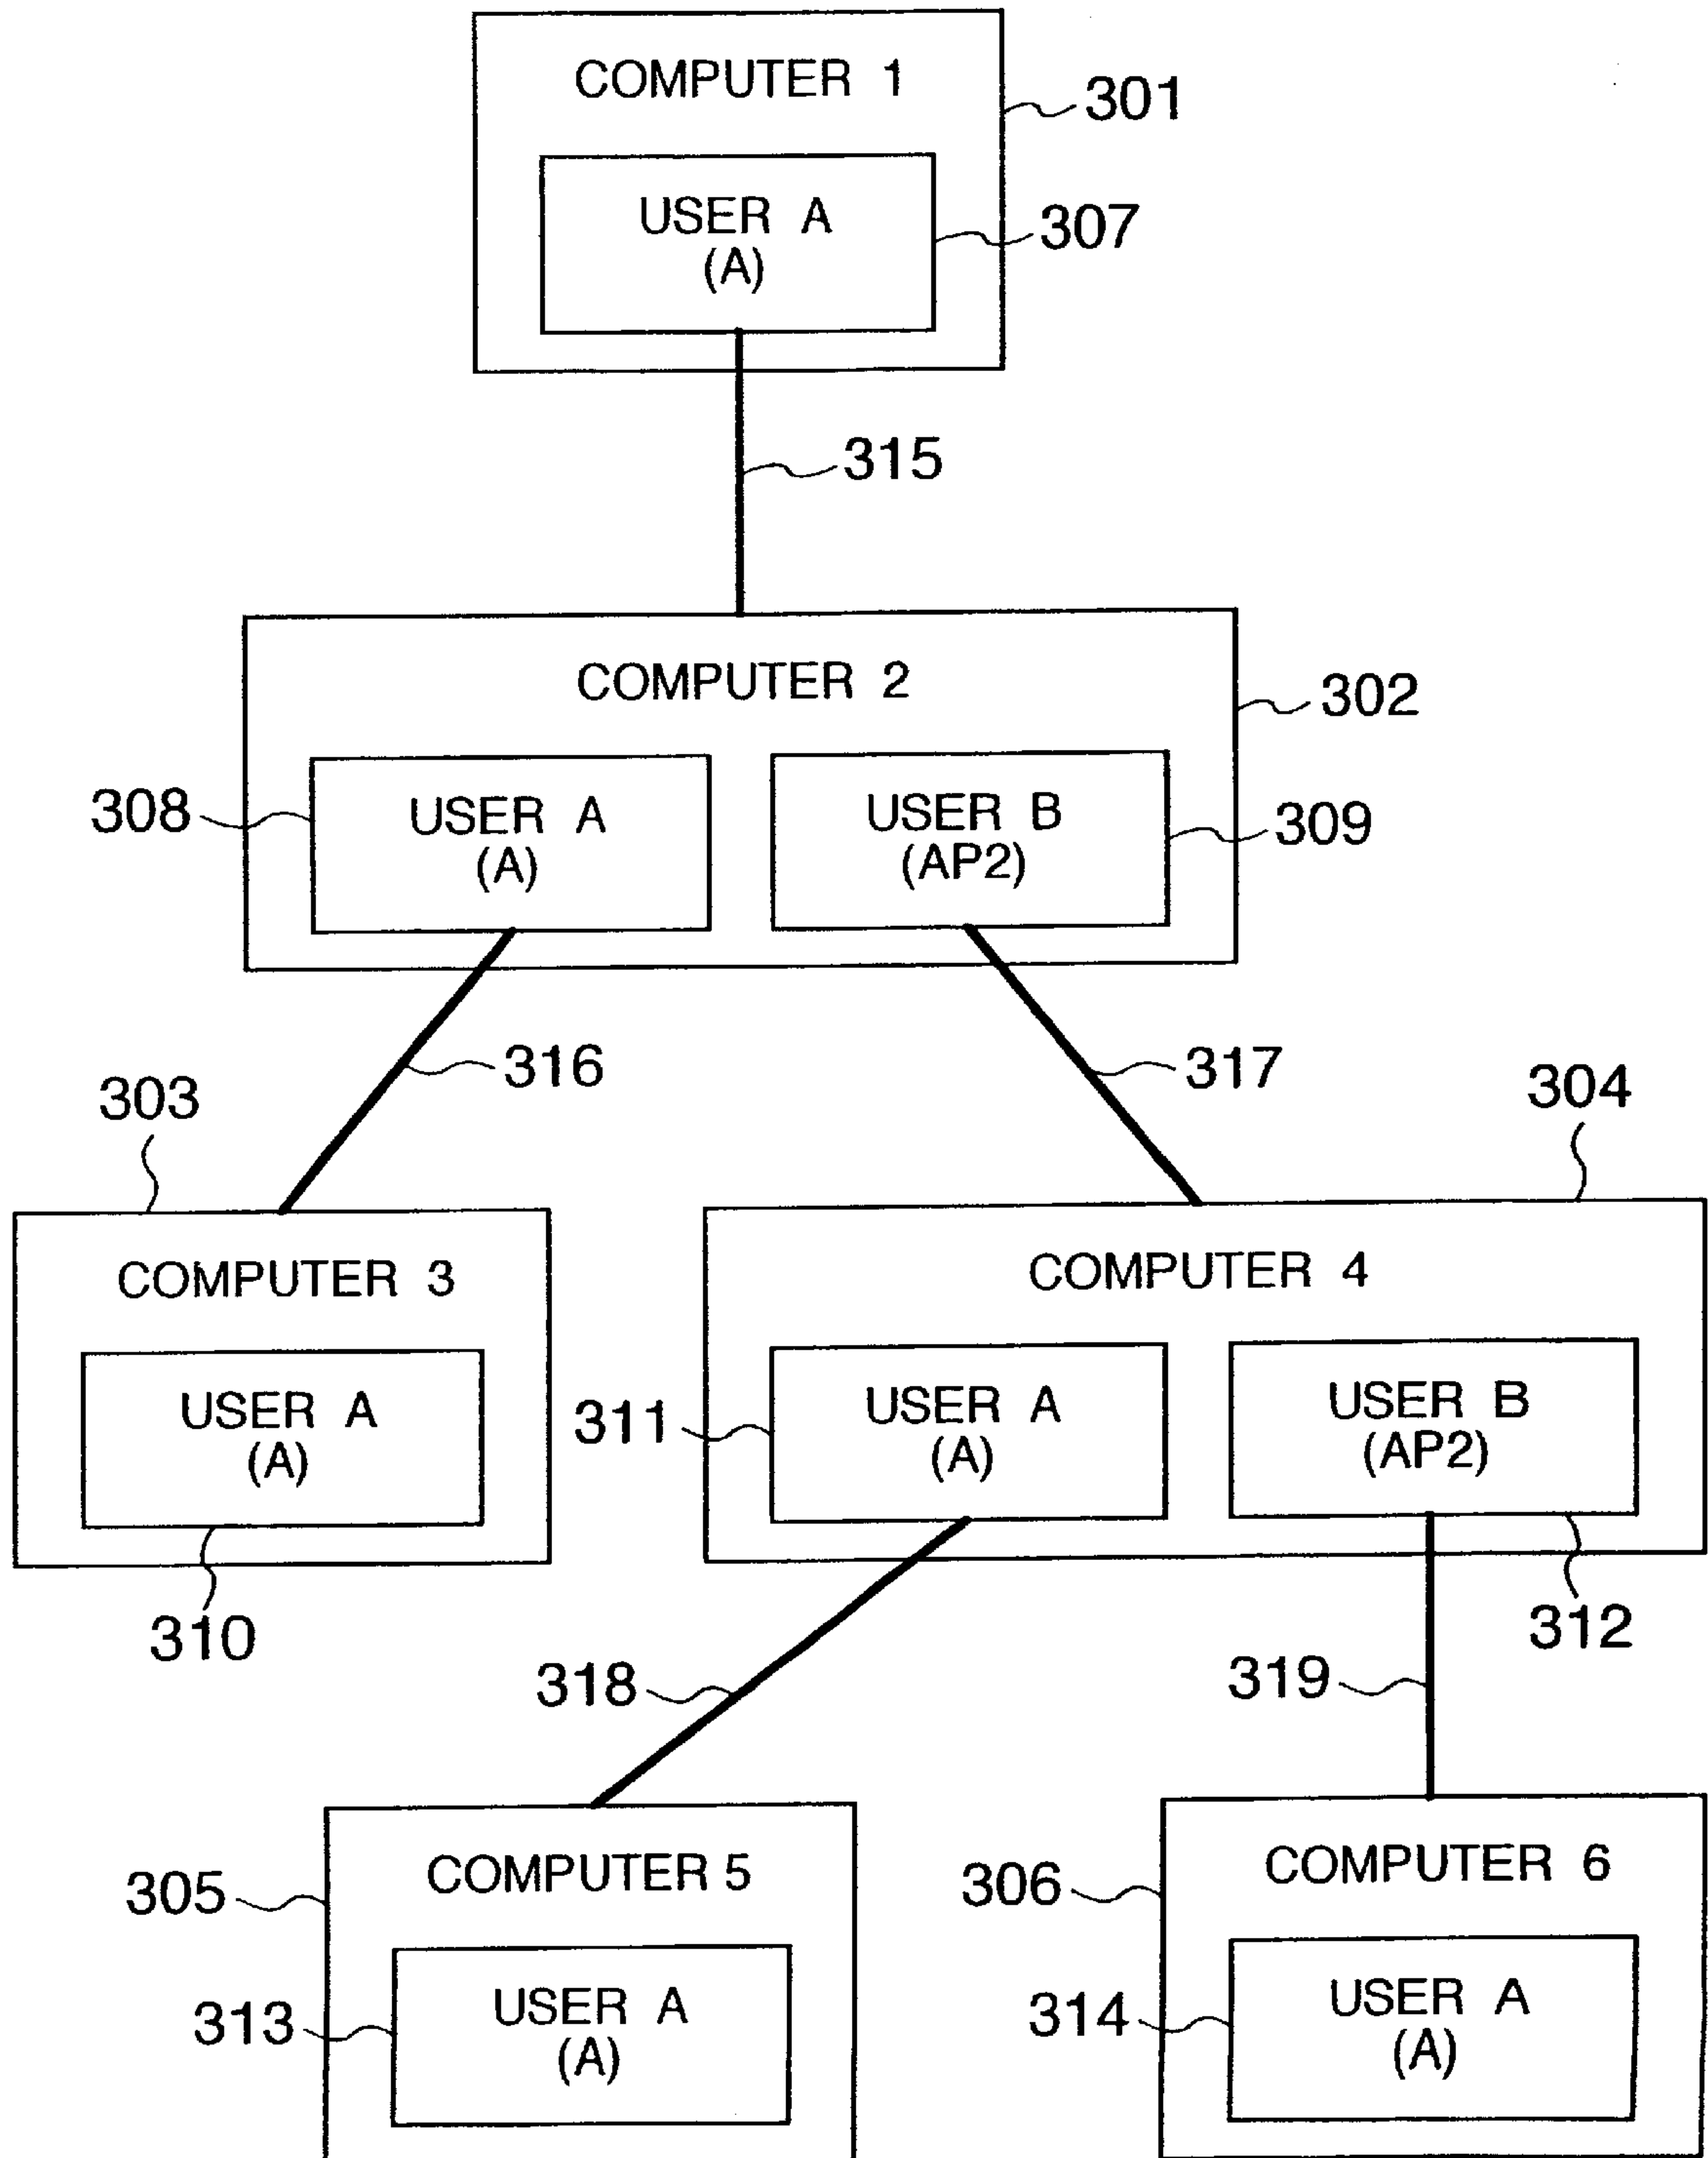 COMPUTER 1
301
USER A
(A)
307
315
COMPUTER 2
302
308
USER A
(A)
USER B
(AP2)
309
316
317
303
304
COMPUTER 3
COMPUTER 4
USER A
(A)
311
USER A
(A)
USER B
(AP2)
310
312
318
319
COMPUTER 5
305
COMPUTER 6
306
USER A
(A)
313
USER A
(A)
314